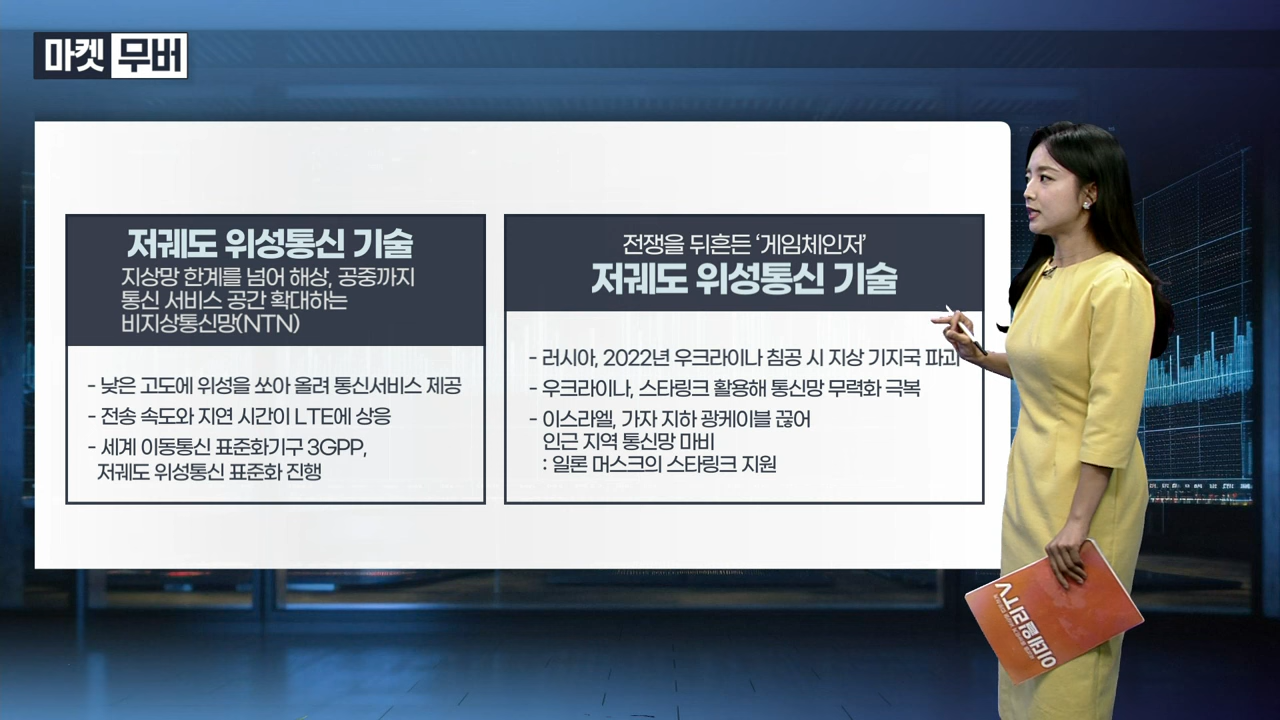 마켓무버
저궤도 위성통신 기술
지상망 한계를 넘어 해상, 공중까지
통신 서비스 공간 확대하는
비지상통신망(NTN)
- 낮은 고도에 위성을 쏘아 올려 통신서비스 제공
- 전송 속도와 지연 시간이 LTE에 상응
- 세계 이동통신 표준화기구 3GPP,
저궤도 위성통신 표준화 진행
전쟁을 뒤흔든 ‘게임체인저’
저궤도 위성통신 기술
- 러시아, 2022년 우크라이나 침공 시 지상 기지국 파괴
- 우크라이나, 스타링크 활용해 통신망 무력화 극복
- 이스라엘, 가자 지하 광케이블 끊어
인근 지역 통신망 마비
: 일론 머스크의 스타링크 지원
이데일리TV